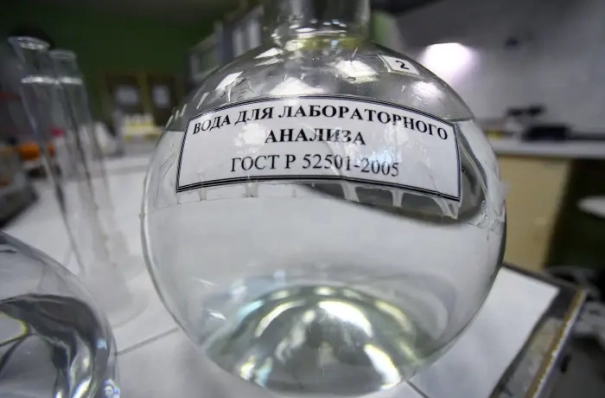 2
ВОДА ДЛЯ ЛАБОРАТОРНОГО
АНАЛИЗА
ГОСТ Р 52501-2005